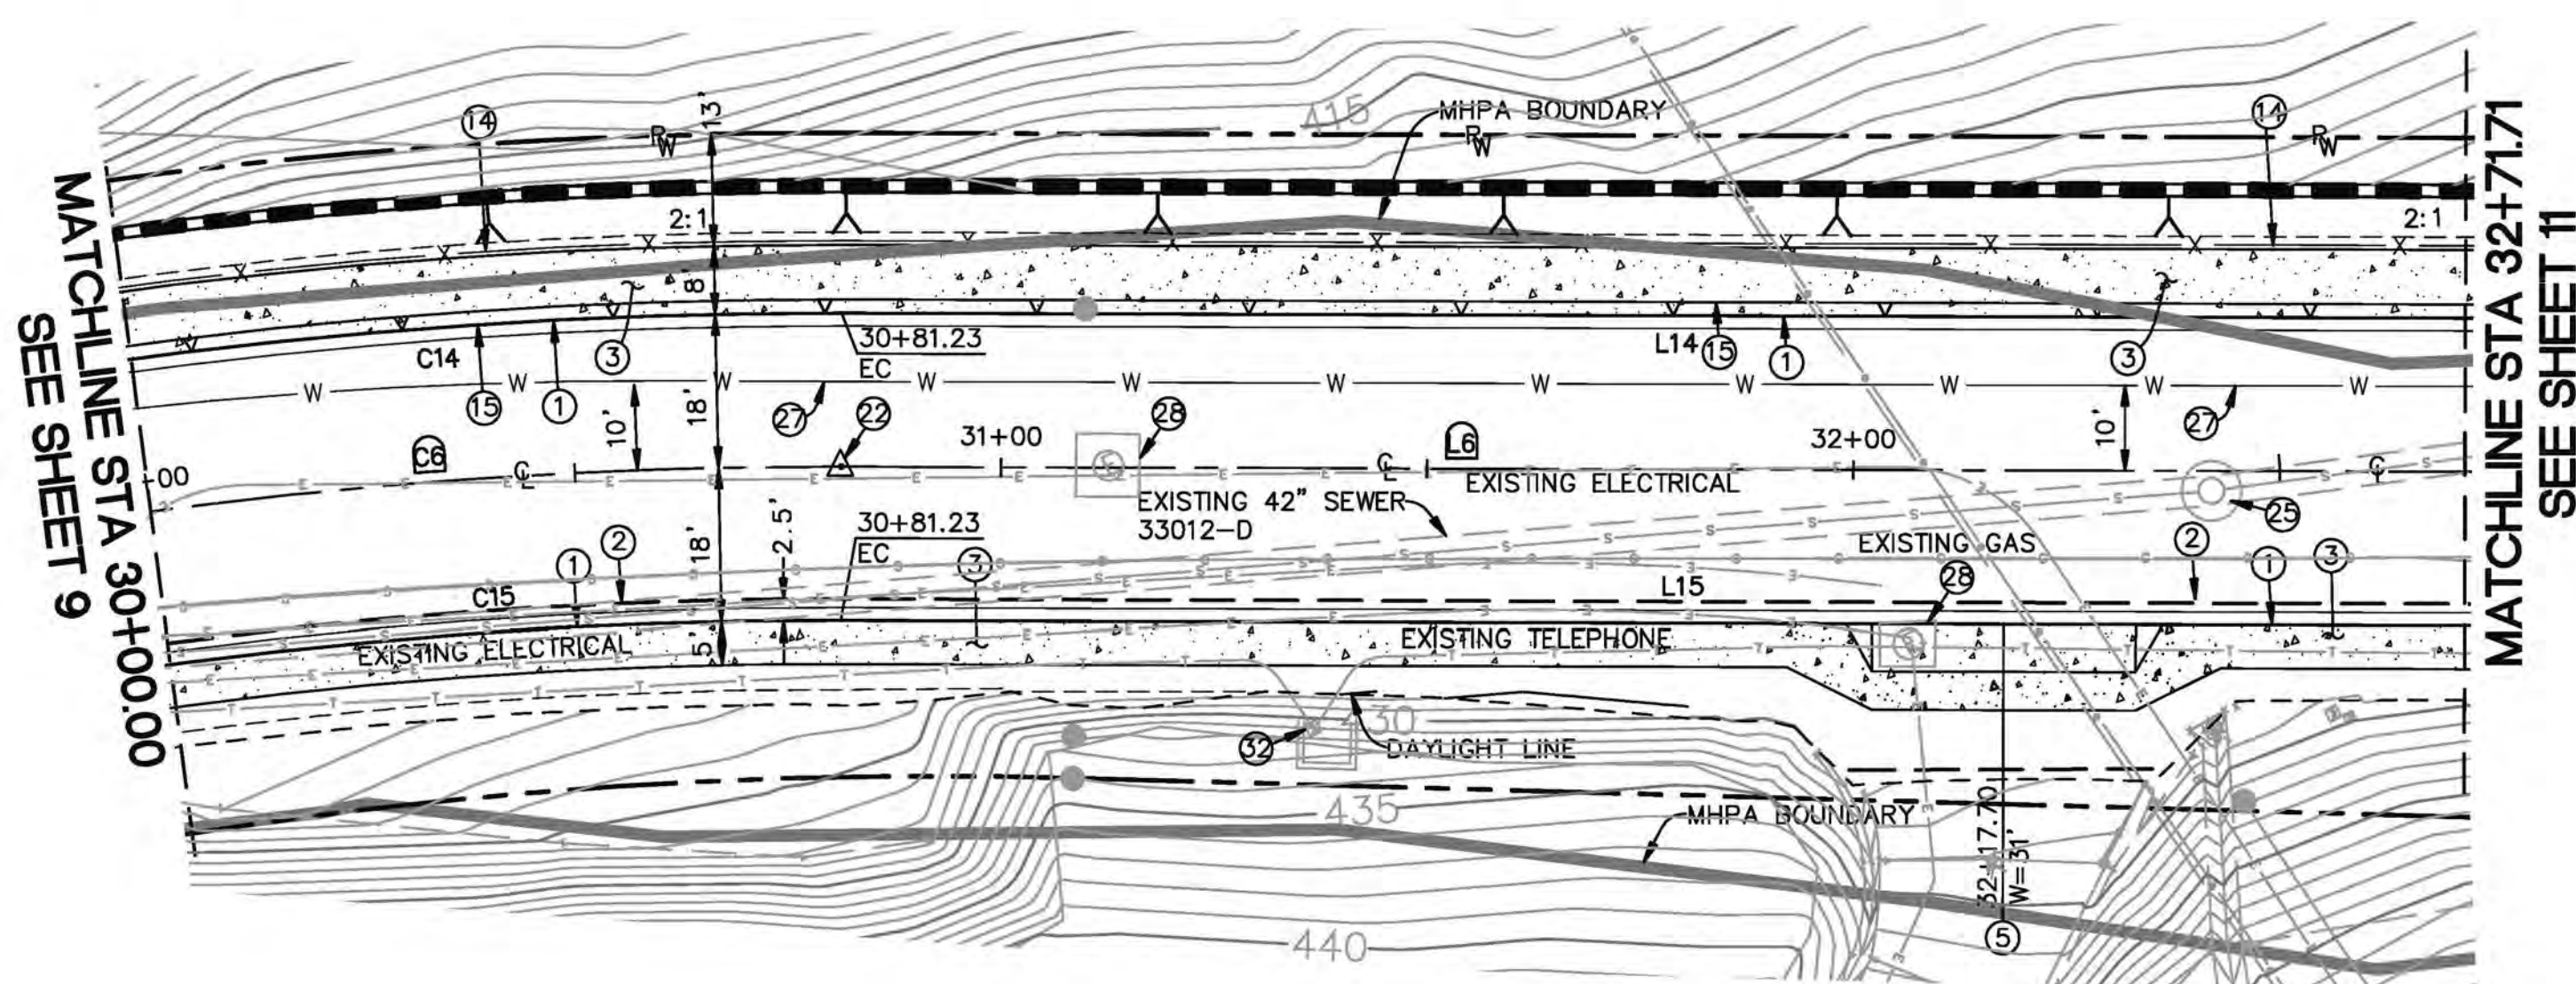 MATCHLINE STA 30+00.00
SEE SHEET 9
14
R/W
13'
415
MHPA BOUNDARY
R/W
14
R/W
2:1
2:1
8'
C14
3
30+81.23
EC
L14
15
1
3
15
1
W W W W W W W W W W W
10'
18'
27
22
28
10'
27
+00
C6
CL
31+00
CL
L6
32+00
CL
EXISTING ELECTRICAL
EXISTING 42" SEWER
33012-D
25
2
1
18'
2.5'
30+81.23
EC
3
EXISTING GAS
2
1
3
C15
L15
28
EXISTING ELECTRICAL
5'
EXISTING TELEPHONE
430
32
DAYLIGHT LINE
435
MHPA BOUNDARY
32+17.70
W=31'
440
5
MATCHLINE STA 32+71.71
SEE SHEET 11